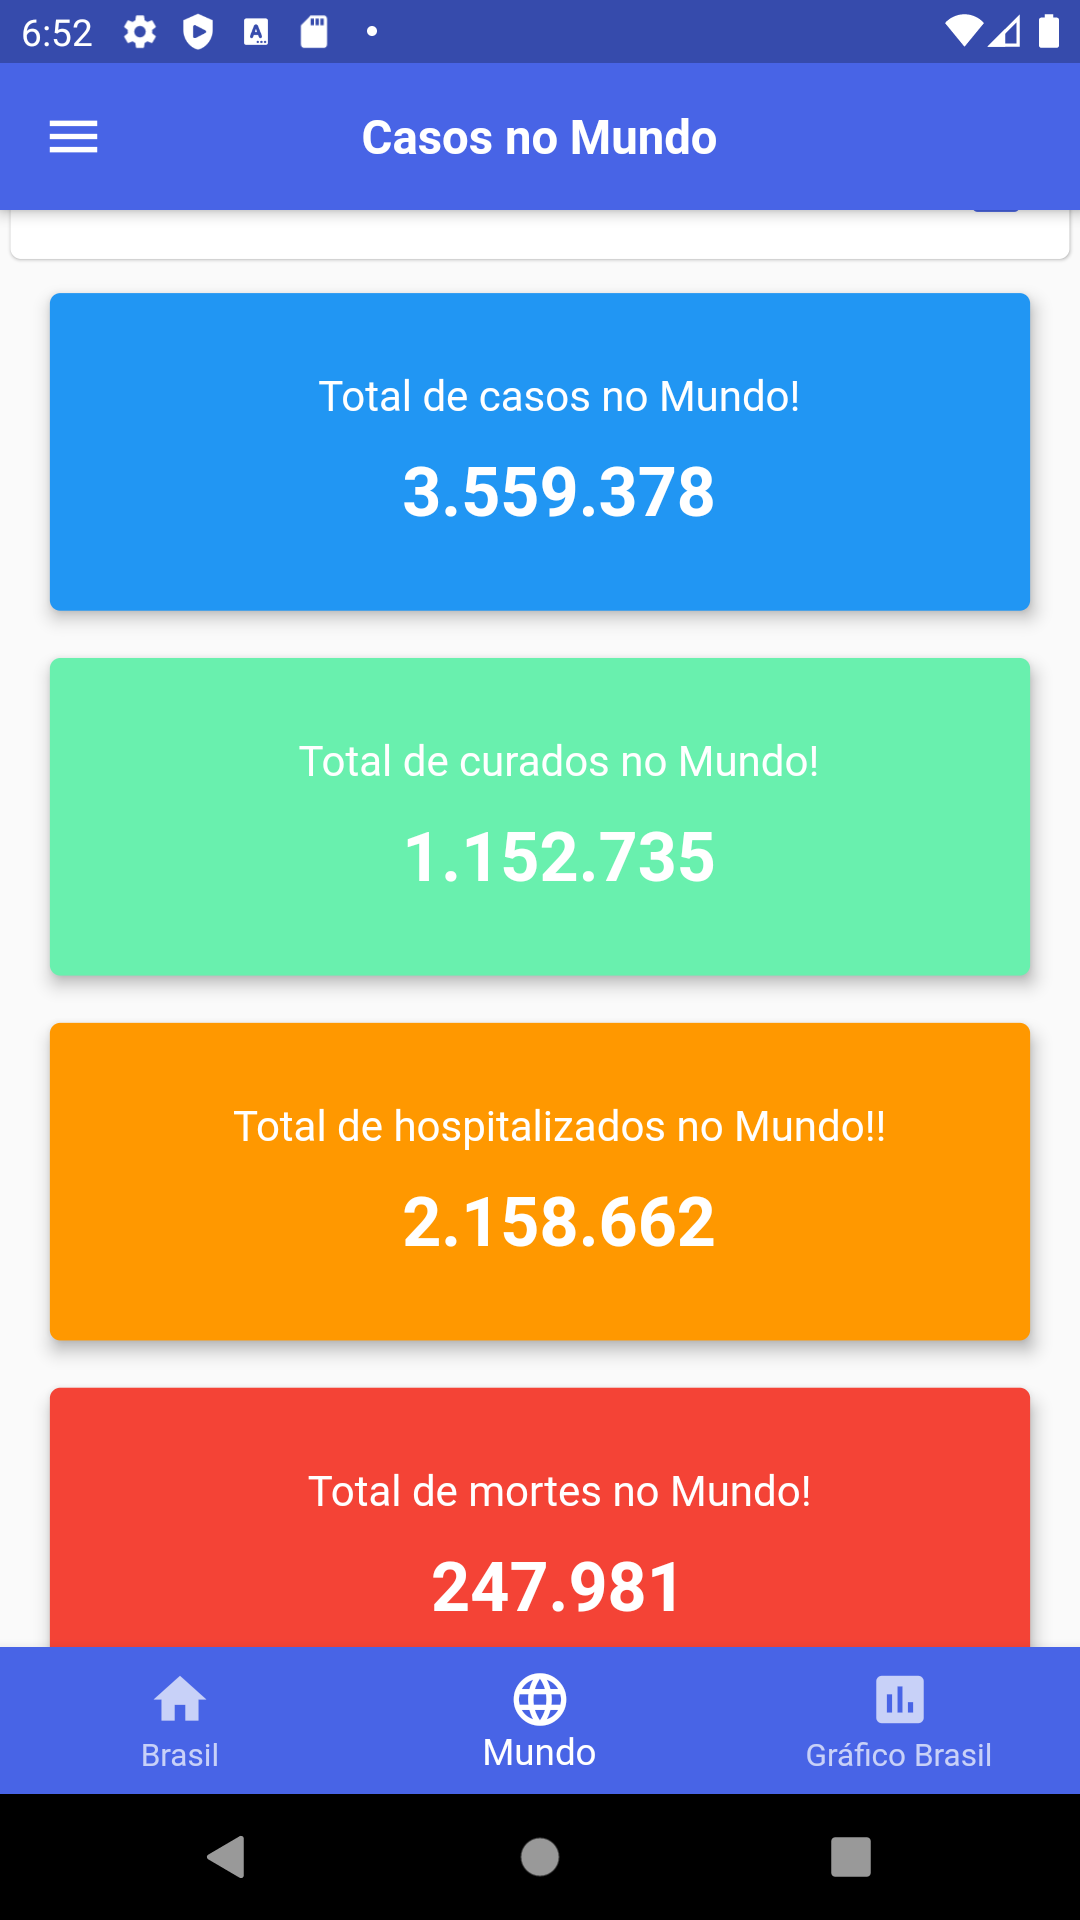 6:52
Casos no Mundo
Total de casos no Mundo!
3.559.378
Total de curados no Mundo!
1.152.735
Total de hospitalizados no Mundo!!
2.158.662
Total de mortes no Mundo!
247.981
Brasil
Mundo
Gráfico Brasil